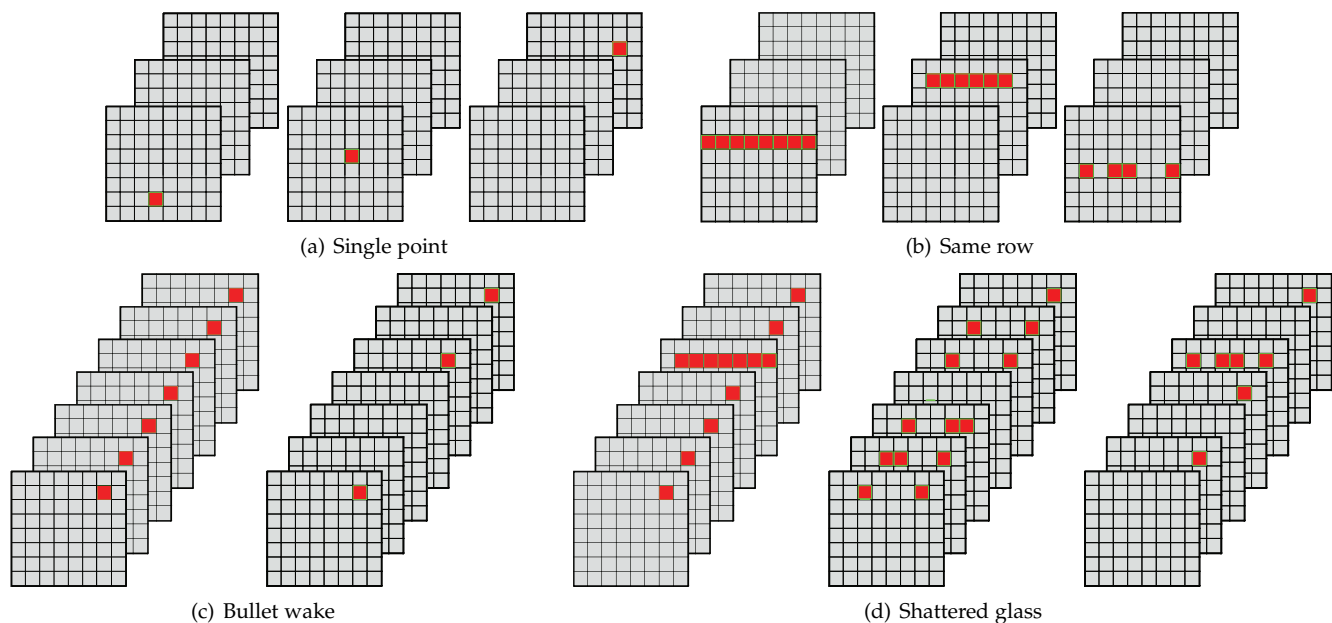 (a) Single point
(b) Same row
(c) Bullet wake
(d) Shattered glass